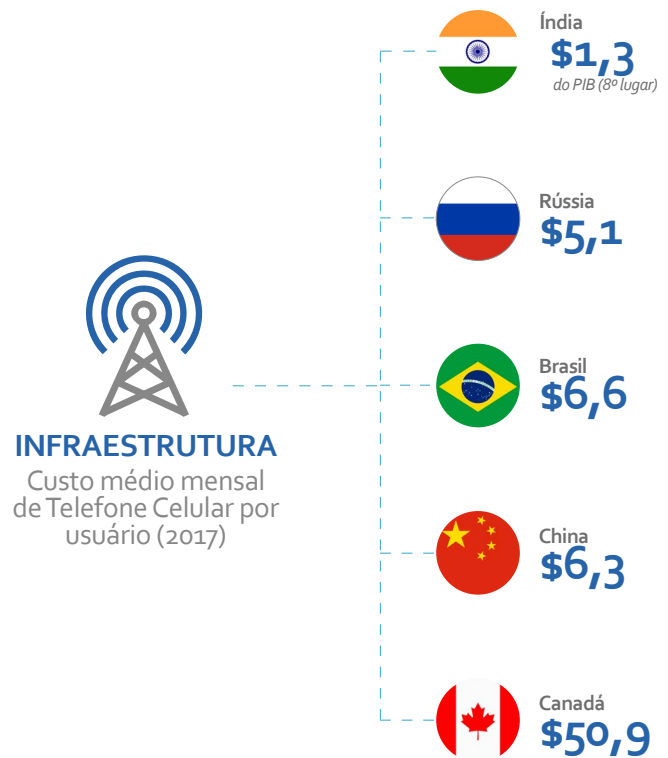 Índia
$1,3
do PIB (8º lugar)
Rússia
$5,1
Brasil
$6,6
INFRAESTRUTURA
Custo médio mensal
de Telefone Celular por
usuário (2017)
China
$6,3
Canadá
$50,9